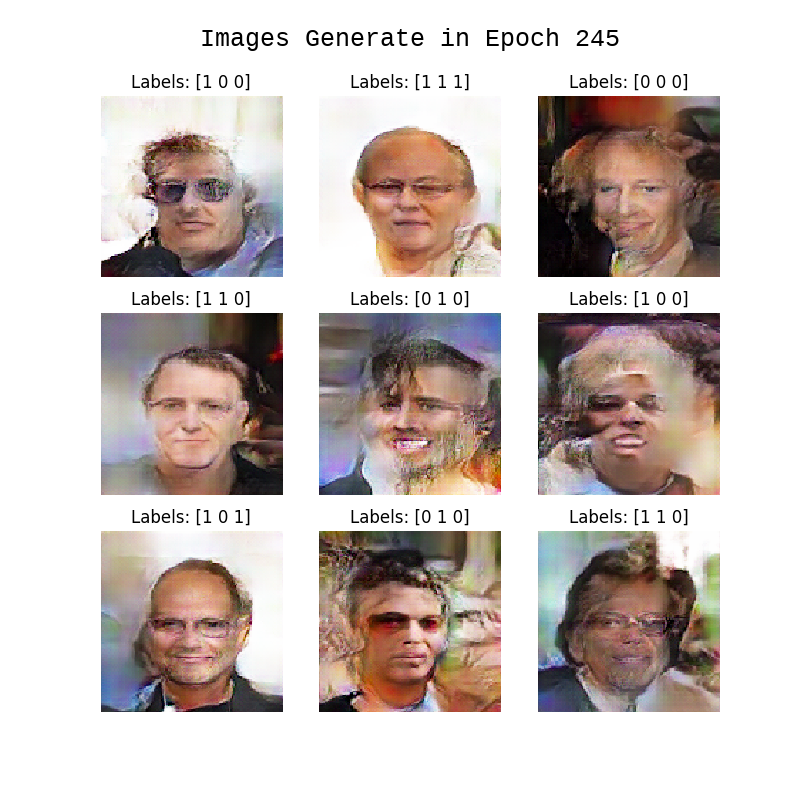 Images Generate in Epoch 245
Labels: [1 0 0]
Labels: [1 1 1]
Labels: [0 0 0]
Labels: [1 1 0]
Labels: [0 1 0]
Labels: [1 0 0]
Labels: [1 0 1]
Labels: [0 1 0]
Labels: [1 1 0]